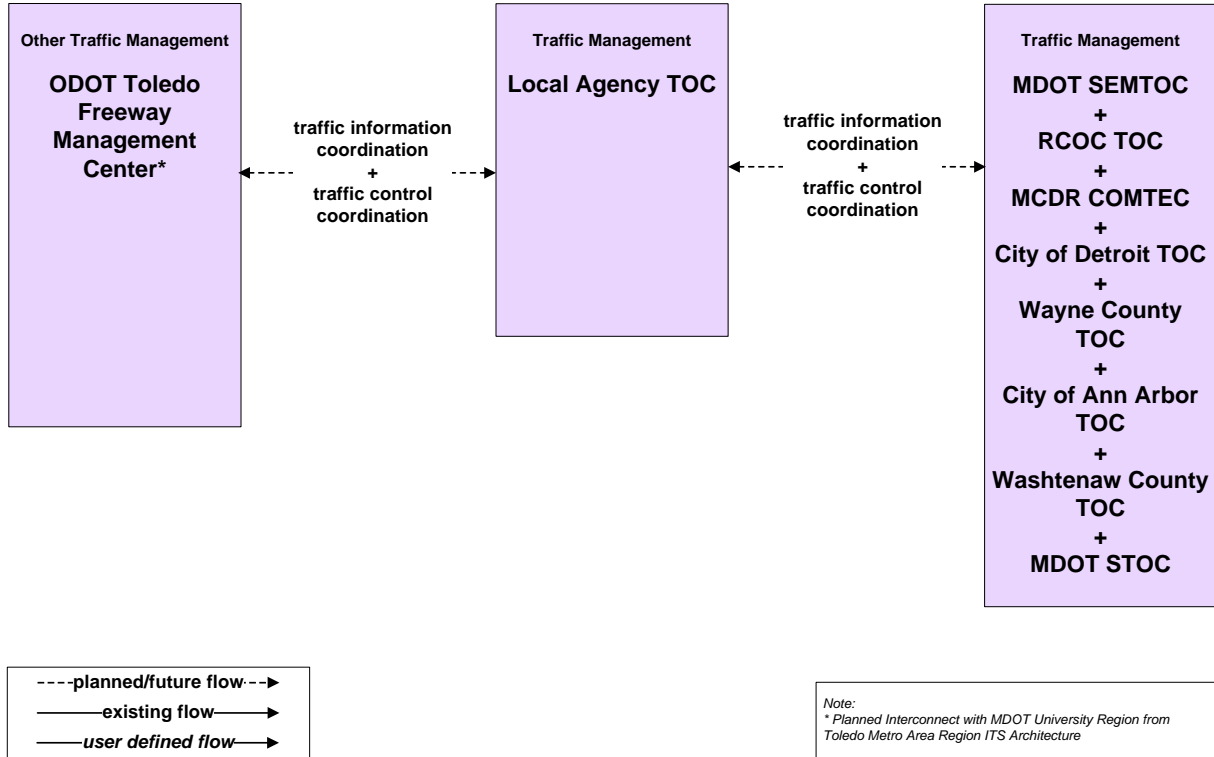 Other Traffic Management
ODOT Toledo
Freeway
Management
Center*
traffic information
coordination
+
traffic control
coordination
Traffic Management
Local Agency TOC
traffic information
coordination
+
traffic control
coordination
Traffic Management
MDOT SEMTOC
+
RCOC TOC
+
MCDR COMTEC
+
City of Detroit TOC
+
Wayne County
TOC
+
City of Ann Arbor
TOC
+
Washtenaw County
TOC
+
MDOT STOC
planned/future flow
existing flow
user defined flow
Note:
* Planned Interconnect with MDOT University Region from
Toledo Metro Area Region ITS Architecture